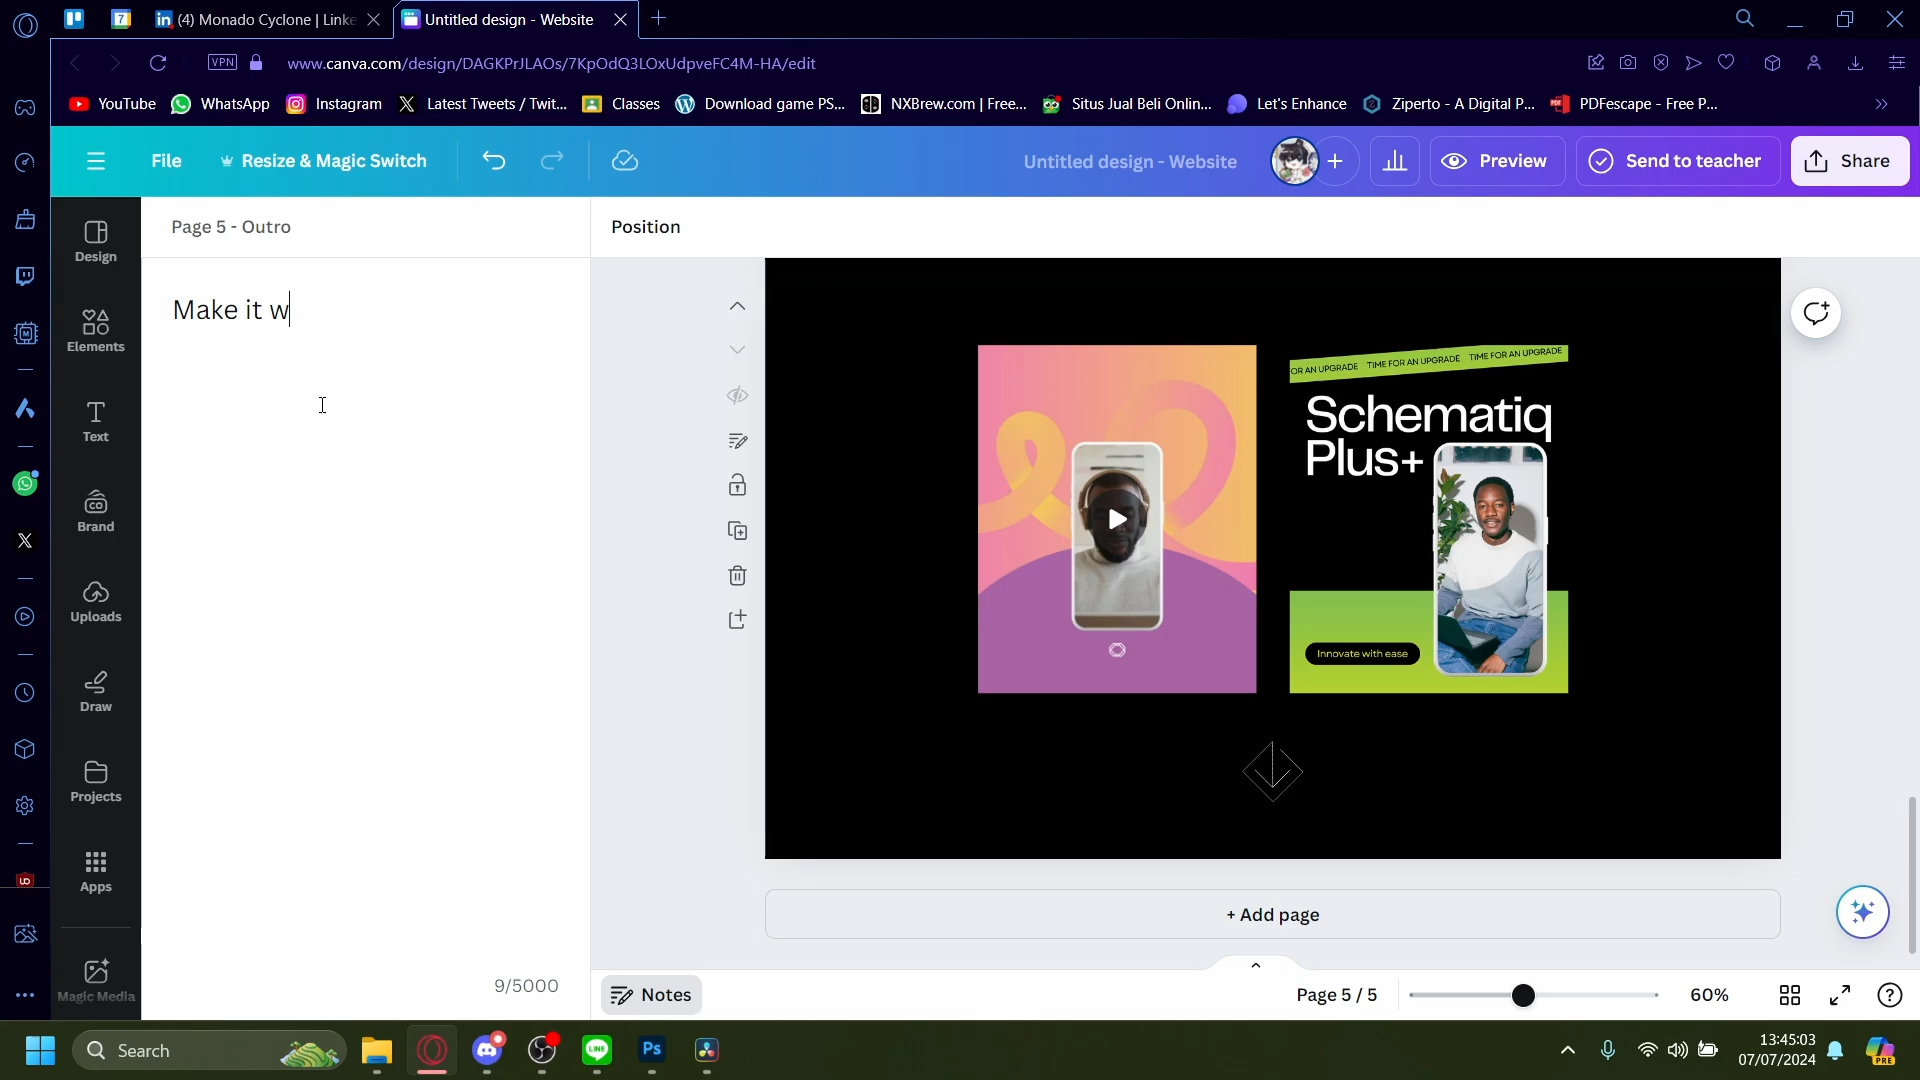 (4) Monado Cyclone | Linke
Untitled design - Website
VPN
www.canva.com/design/DAGKPrJLAOs/7KpOdQ3LOxUdpveFC4M-HA/edit
YouTube
WhatsApp
Instagram
Latest Tweets / Twit...
Classes
Download game PS...
NXBrew.com | Free...
Situs Jual Beli Onlin...
Let's Enhance
Ziperto - A Digital P...
PDFescape - Free P...
File
Resize & Magic Switch
Untitled design - Website
Preview
Send to teacher
Share
Design
Elements
Text
Brand
Uploads
Draw
Projects
Apps
Magic Media
Page 5 - Outro
Make it w
9/5000
Position
OR AN UPGRADE TIME FOR AN UPGRADE TIME FOR AN UPGRADE
Schematiq
Plus+
Innovate with ease
+ Add page
Notes
Page 5 / 5
60%
Search
13:45:03
07/07/2024